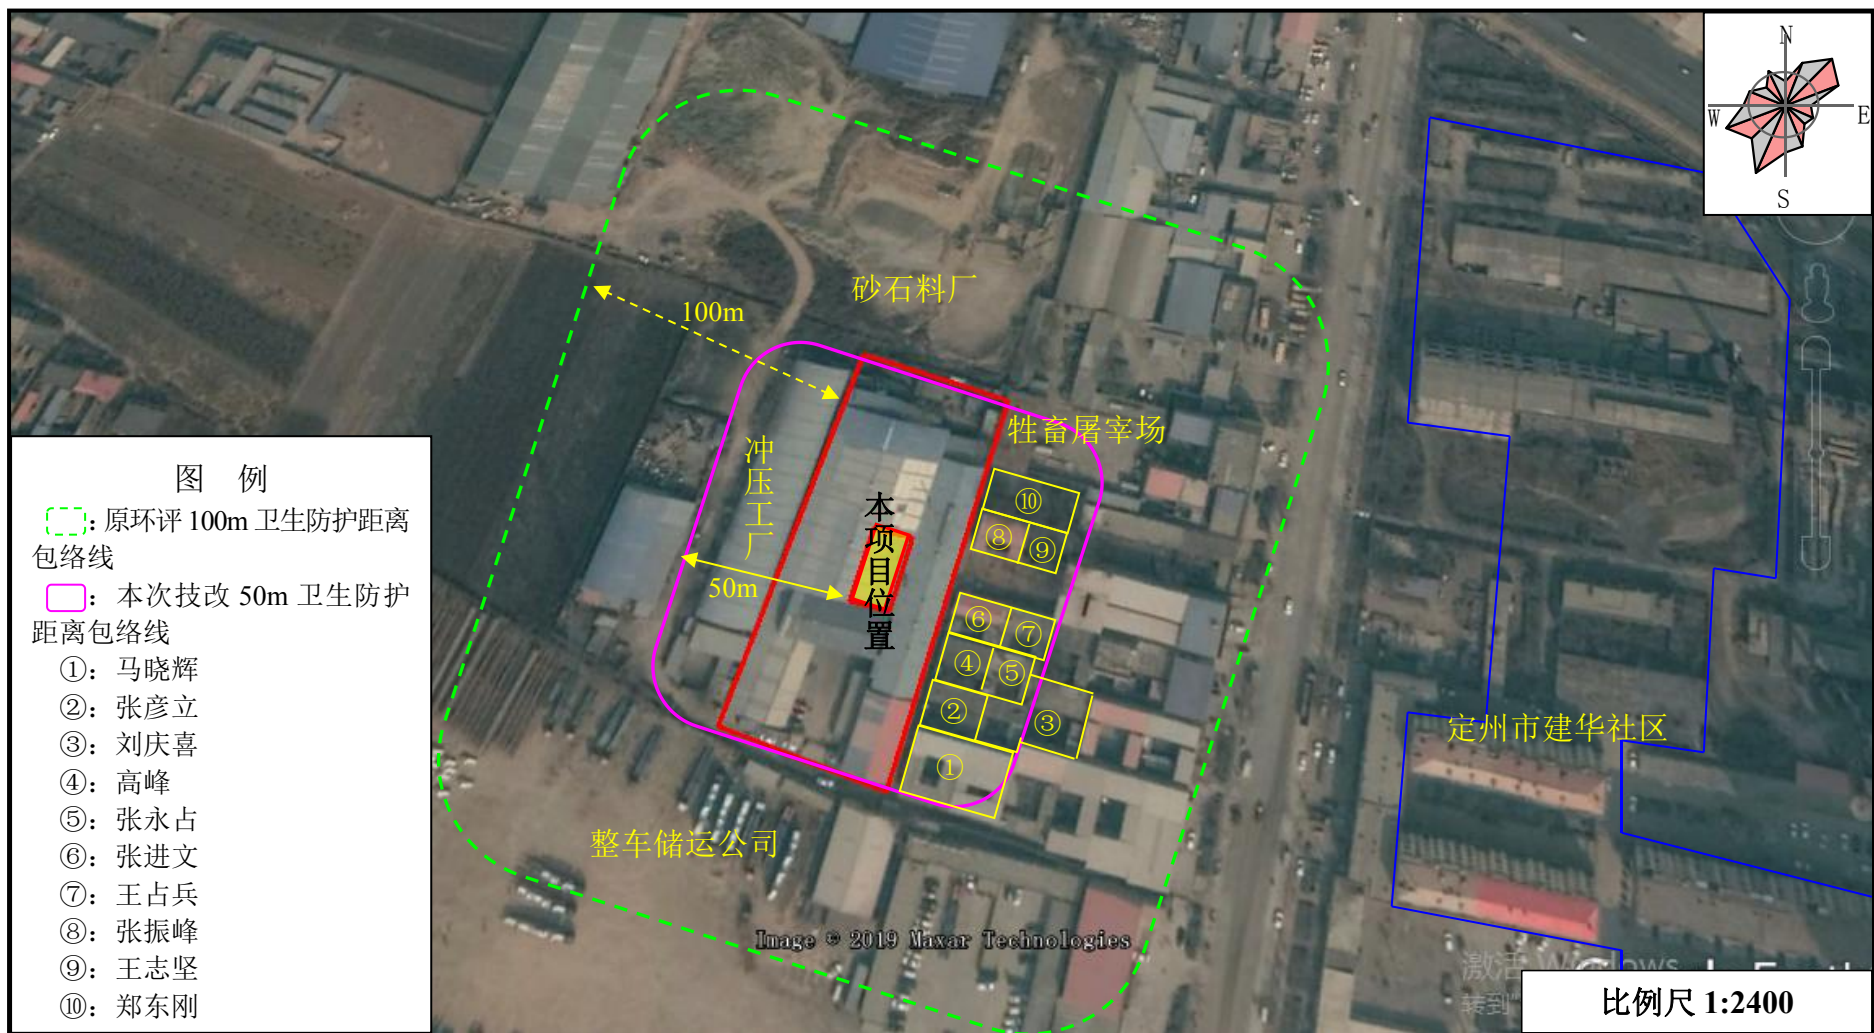 N
W
E
S
砂石料厂
100m
牲畜屠宰场
冲压工厂
本项目位置
50m
⑩
⑧
⑨
⑥
⑦
④
⑤
②
③
①
定州市建华社区
整车储运公司
图 例
：原环评 100m 卫生防护距离
包络线
：本次技改 50m 卫生防护
距离包络线
①：马晓辉
②：张彦立
③：刘庆喜
④：高峰
⑤：张永占
⑥：张进文
⑦：王占兵
⑧：张振峰
⑨：王志坚
⑩：郑东刚
Image © 2019 Maxar Technologies
激活 Windows
转到
比例尺 1:2400